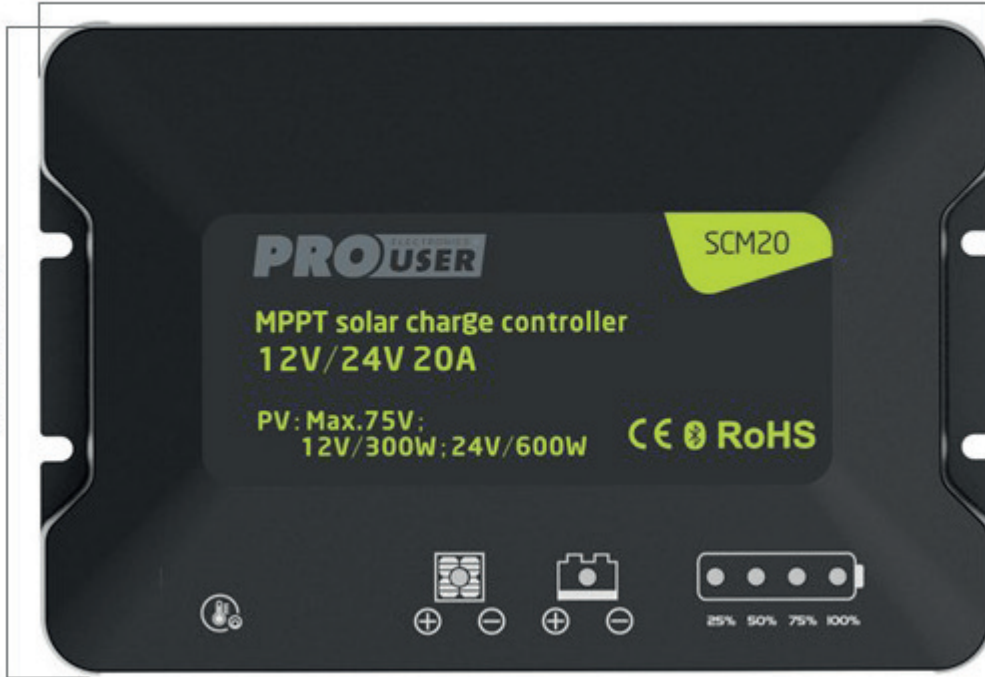 PRO ELECTRONICS USER
SCM20
MPPT solar charge controller
12V/24V 20A
PV: Max.75V;
12V/300W; 24V/600W
CE RoHS
+ - + -
25% 50% 75% 100%